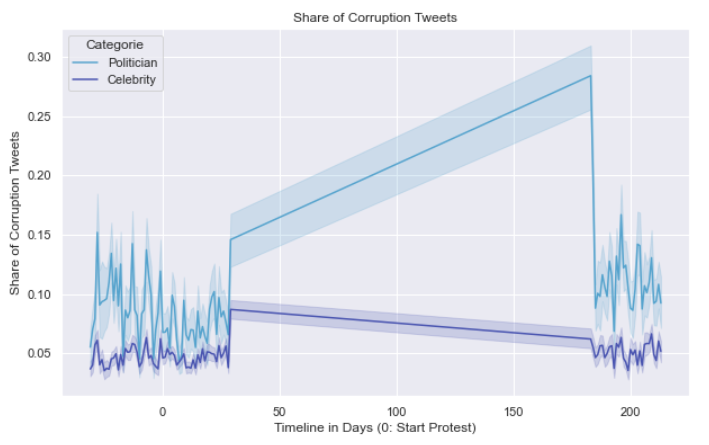 Share of Corruption Tweets
Categorie
Politician
Celebrity
Share of Corruption Tweets
0.30
0.25
0.20
0.15
0.10
0.05
0
50
100
150
200
Timeline in Days (0: Start Protest)